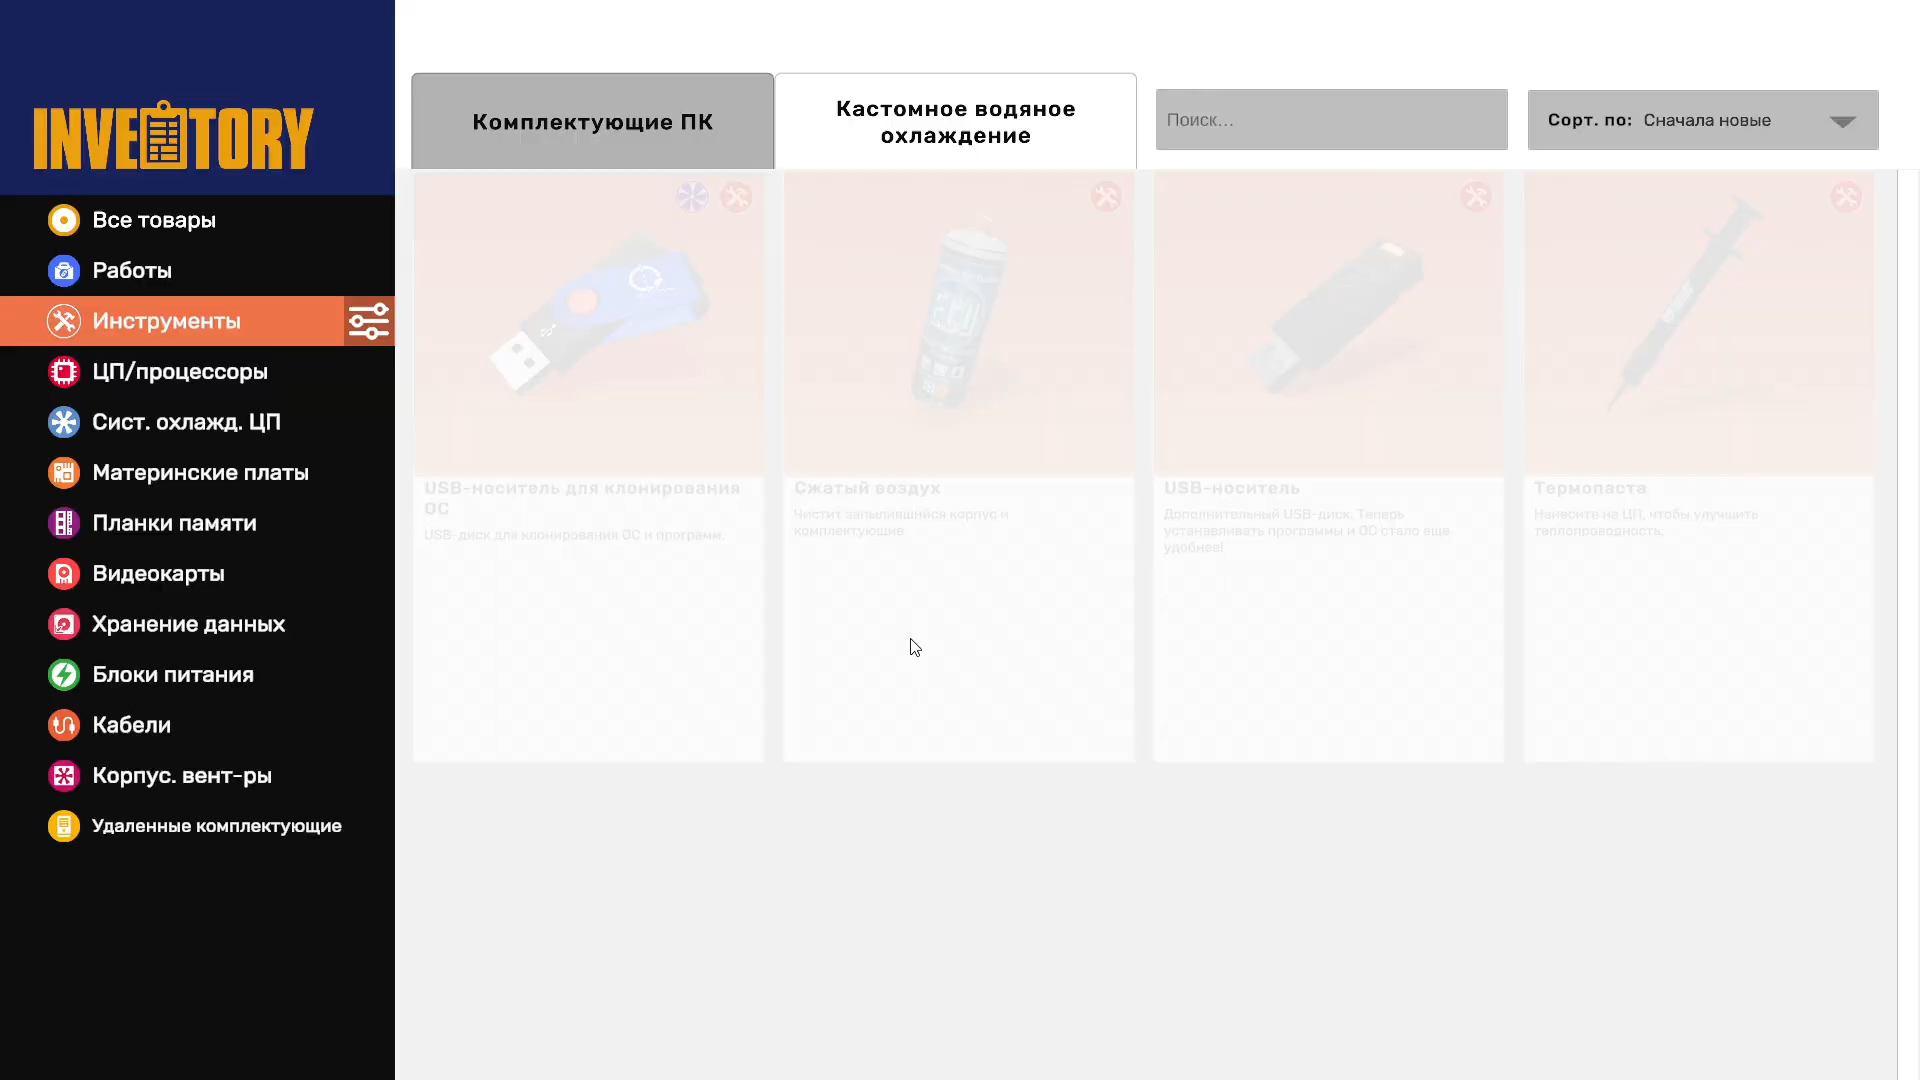 INVENTORY
Комплектующие ПК
Кастомное водяное
охлаждение
Поиск...
Сорт. по: Сначала новые
Все товары
Работы
Инструменты
ЦП/процессоры
Сист. охлажд. ЦП
Материнские платы
Планки памяти
Видеокарты
Хранение данных
Блоки питания
Кабели
Корпус. вент-ры
Удаленные комплектующие
USB-носитель для клонирования
ОС
USB-диск для клонирования ОС и программ.
Сжатый воздух
Чистит запылившийся корпус и
комплектующие.
USB-носитель
Дополнительный USB-диск. Теперь
устанавливать программы и ОС стало еще
удобнее!
Термопаста
Нанесите на ЦП, чтобы улучшить
теплопроводность.